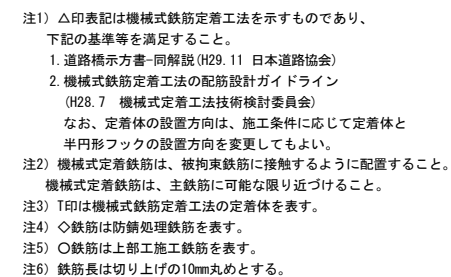 注1) △印表記は機械式鉄筋定着工法を示すものであり、
下記の基準等を満足すること。
1.道路橋示方書-同解説(H29.11 日本道路協会)
2.機械式鉄筋定着工法の配筋設計ガイドライン
(H28.7 機械式定着工法技術検討委員会)
なお、定着体の設置方向は、施工条件に応じて定着体と
半円形フックの設置方向を変更してもよい。
注2) 機械式定着鉄筋は、被拘束鉄筋に接触するように配置すること。
機械式定着鉄筋は、主鉄筋に可能な限り近づけること。
注3) T印は機械式鉄筋定着工法の定着体を表す。
注4) ◇鉄筋は防錆処理鉄筋を表す。
注5) ○鉄筋は上部工施工鉄筋を表す。
注6) 鉄筋長は切り上げの10mm丸めとする。